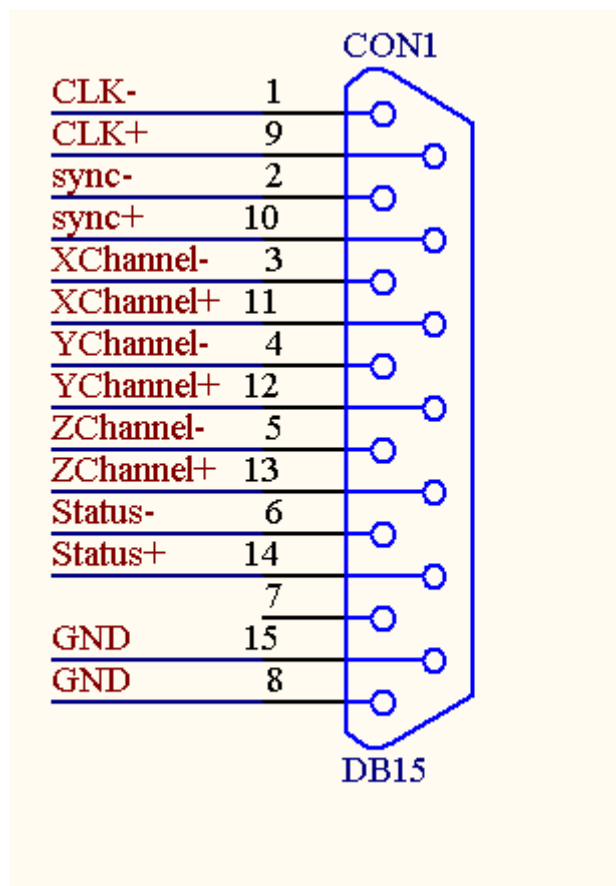 CON1
CLK- 1
CLK+ 9
sync- 2
sync+ 10
XChannel- 3
XChannel+ 11
YChannel- 4
YChannel+ 12
ZChannel- 5
ZChannel+ 13
Status- 6
Status+ 14
7
GND 15
GND 8
DB15